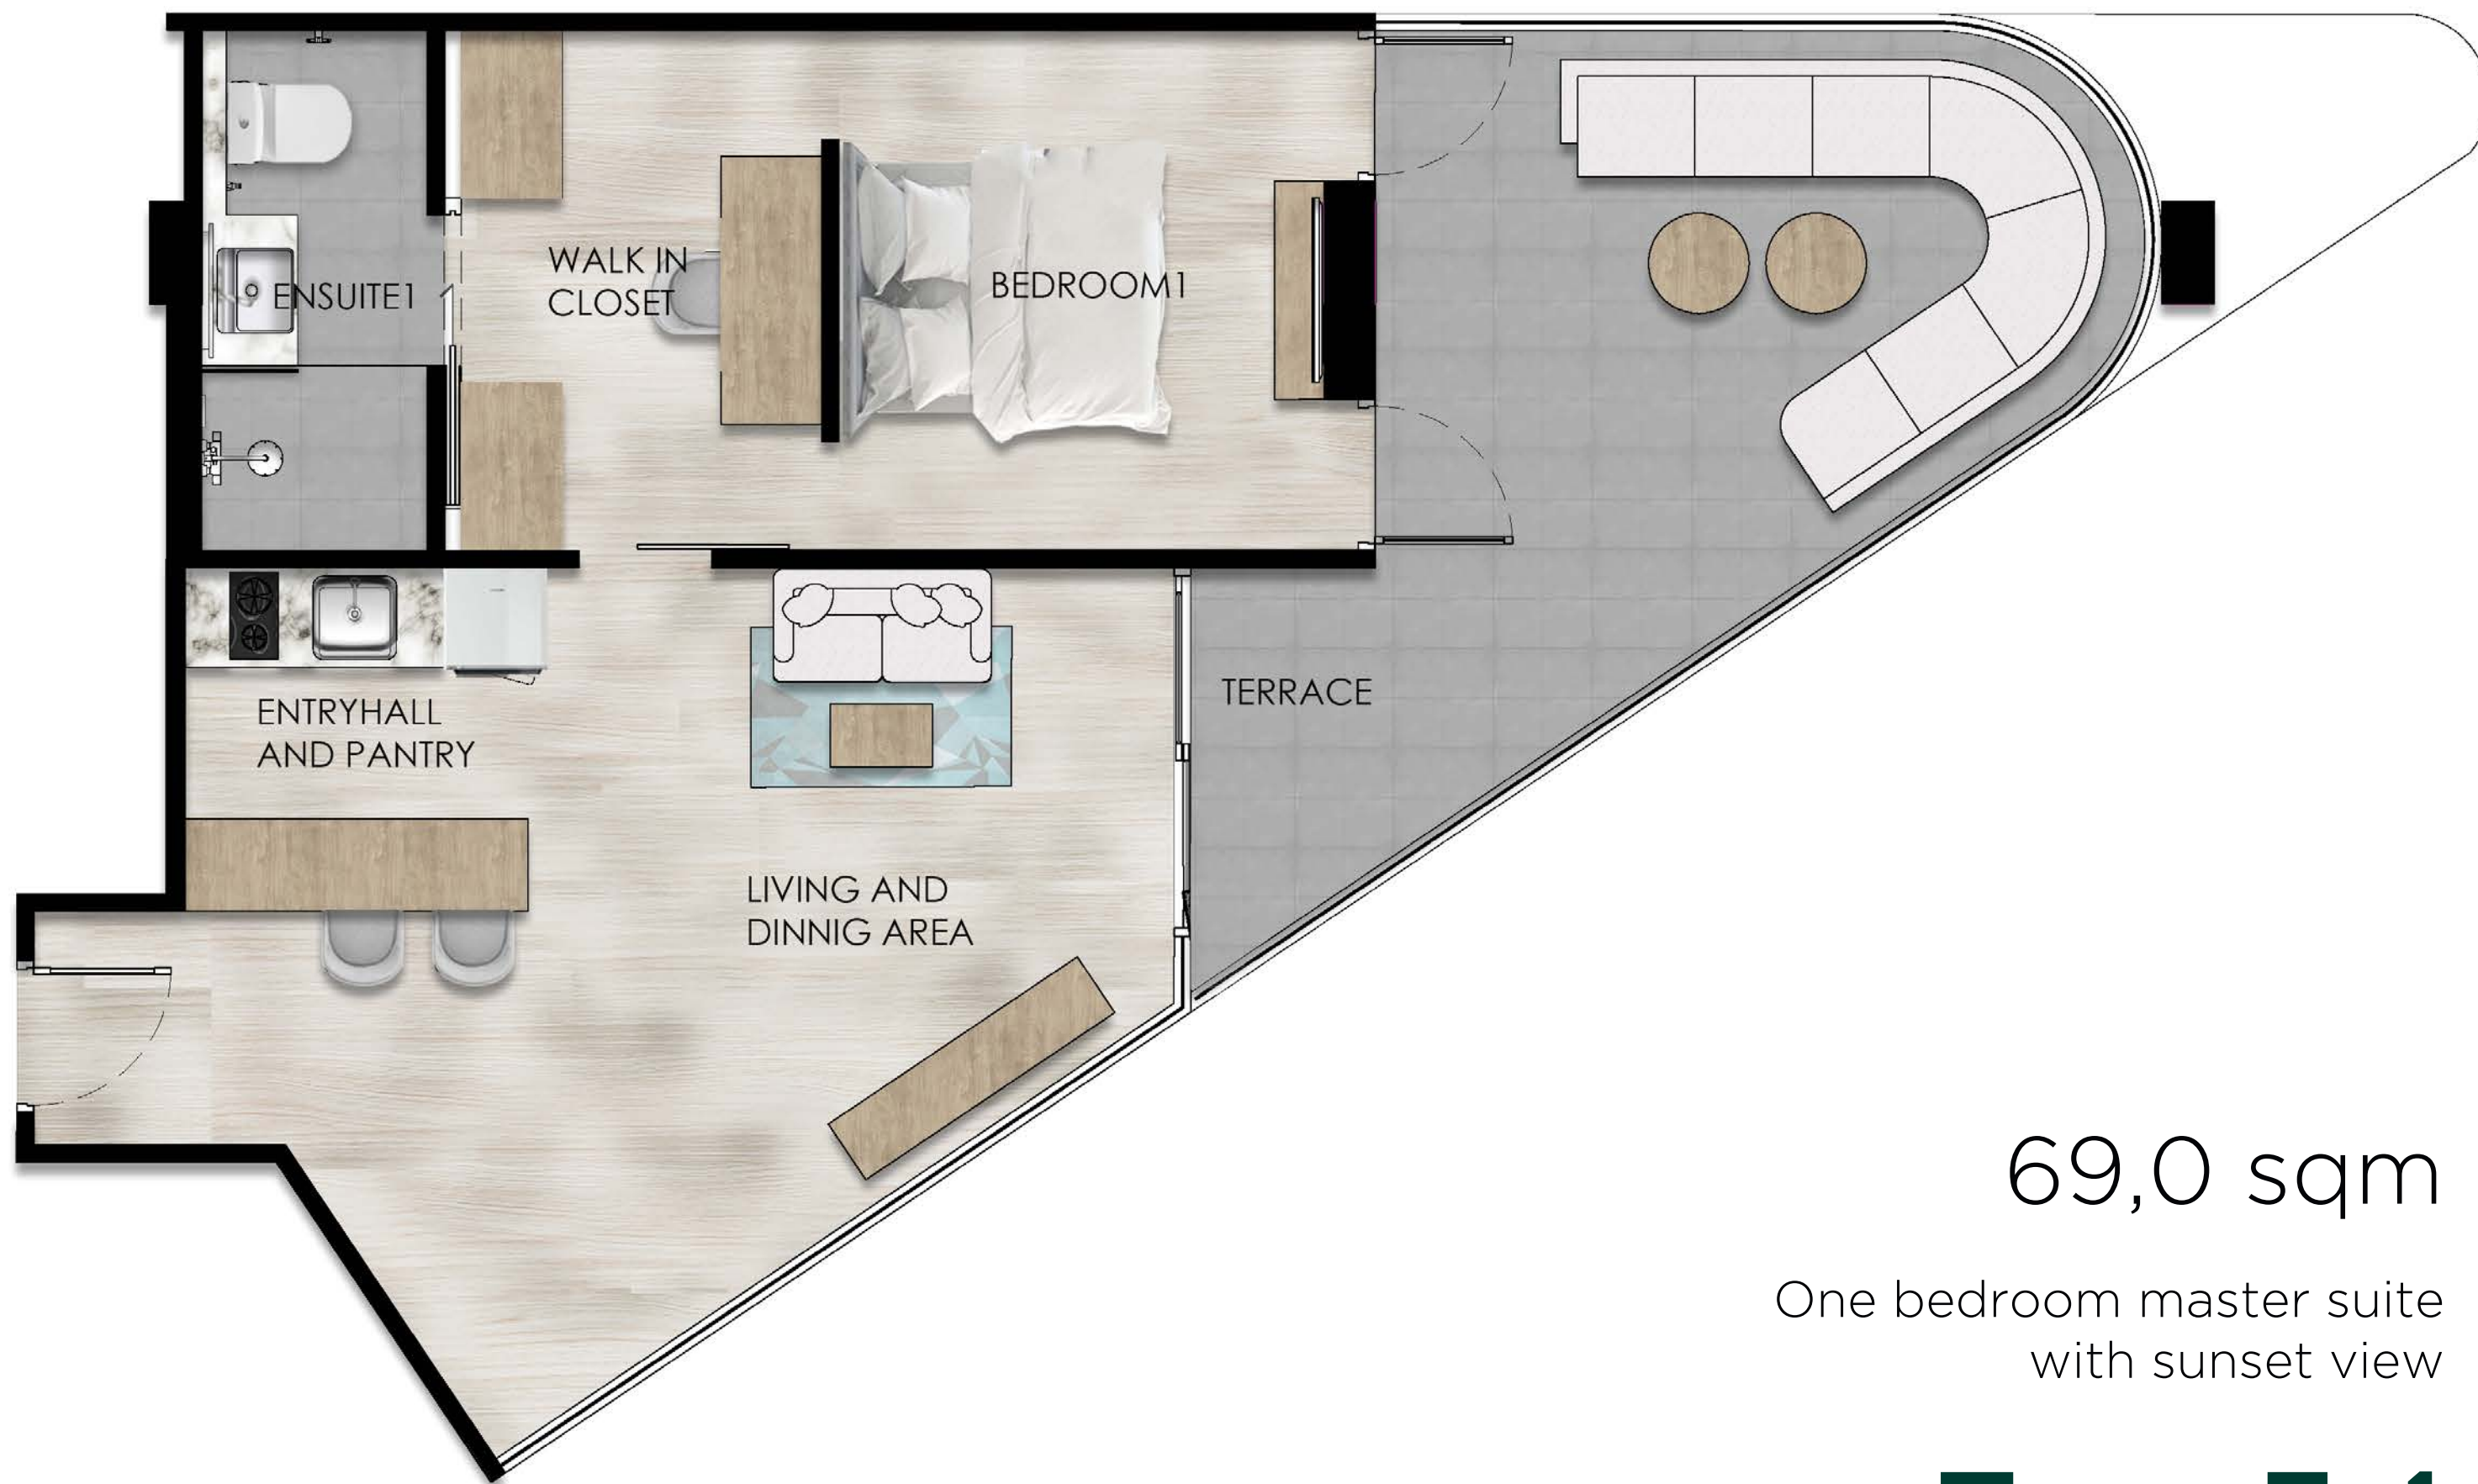 ENSUITE1
WALK IN
CLOSET
BEDROOM1
ENTRYHALL
AND PANTRY
TERRACE
LIVING AND
DINNIG AREA
69,0 sqm
One bedroom master suite
with sunset view